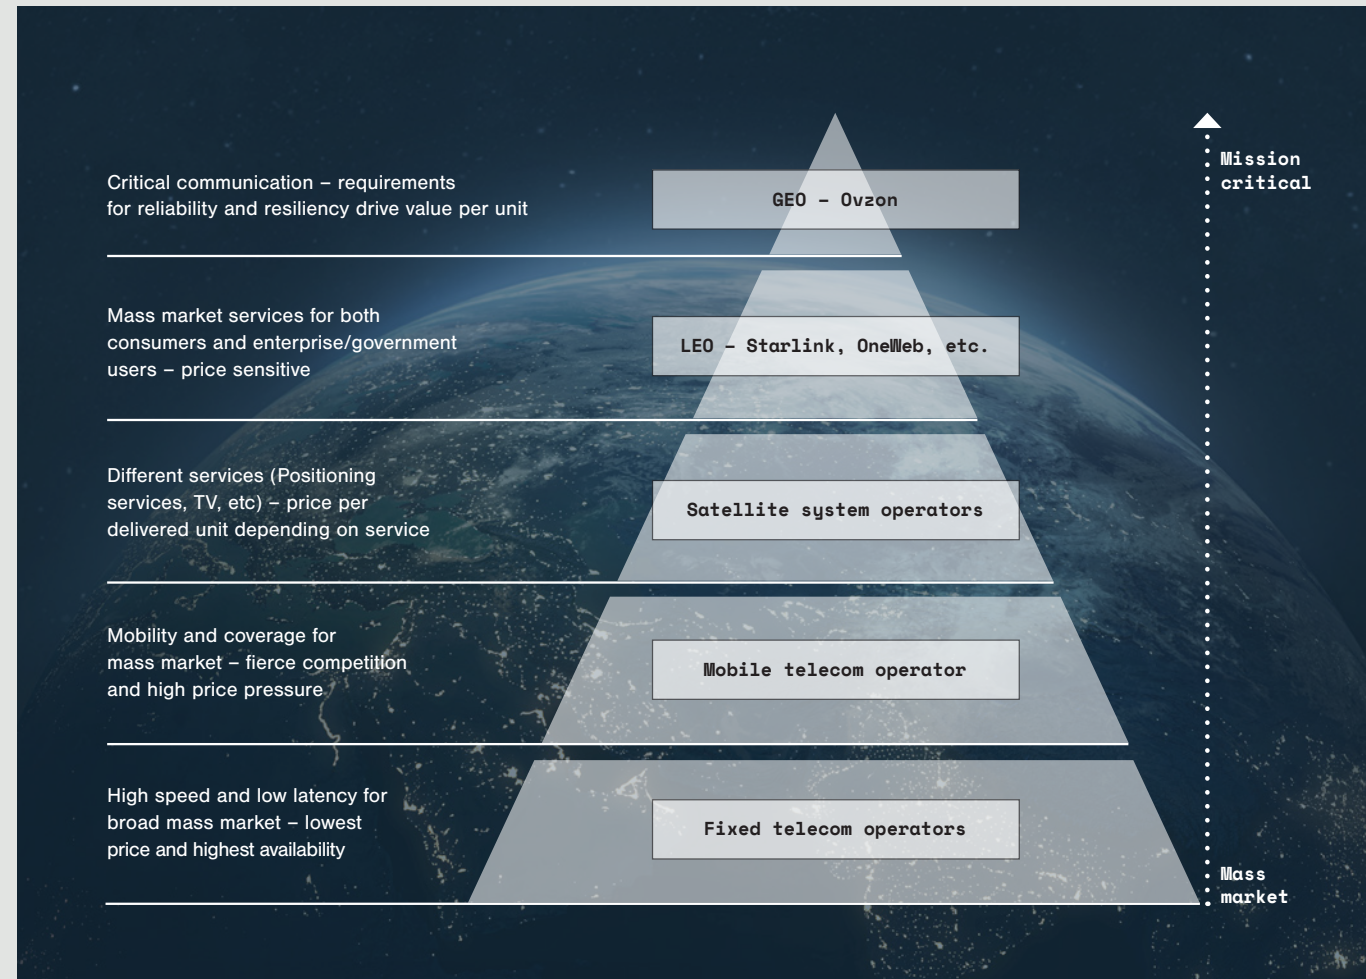 Mission
critical
Critical communication – requirements
for reliability and resiliency drive value per unit
GEO – Ovzon
Mass market services for both
consumers and enterprise/government
users – price sensitive
LEO – Starlink, OneWeb, etc.
Different services (Positioning
services, TV, etc) – price per
delivered unit depending on service
Satellite system operators
Mobility and coverage for
mass market – fierce competition
and high price pressure
Mobile telecom operator
High speed and low latency for
broad mass market – lowest
price and highest availability
Fixed telecom operators
Mass
market